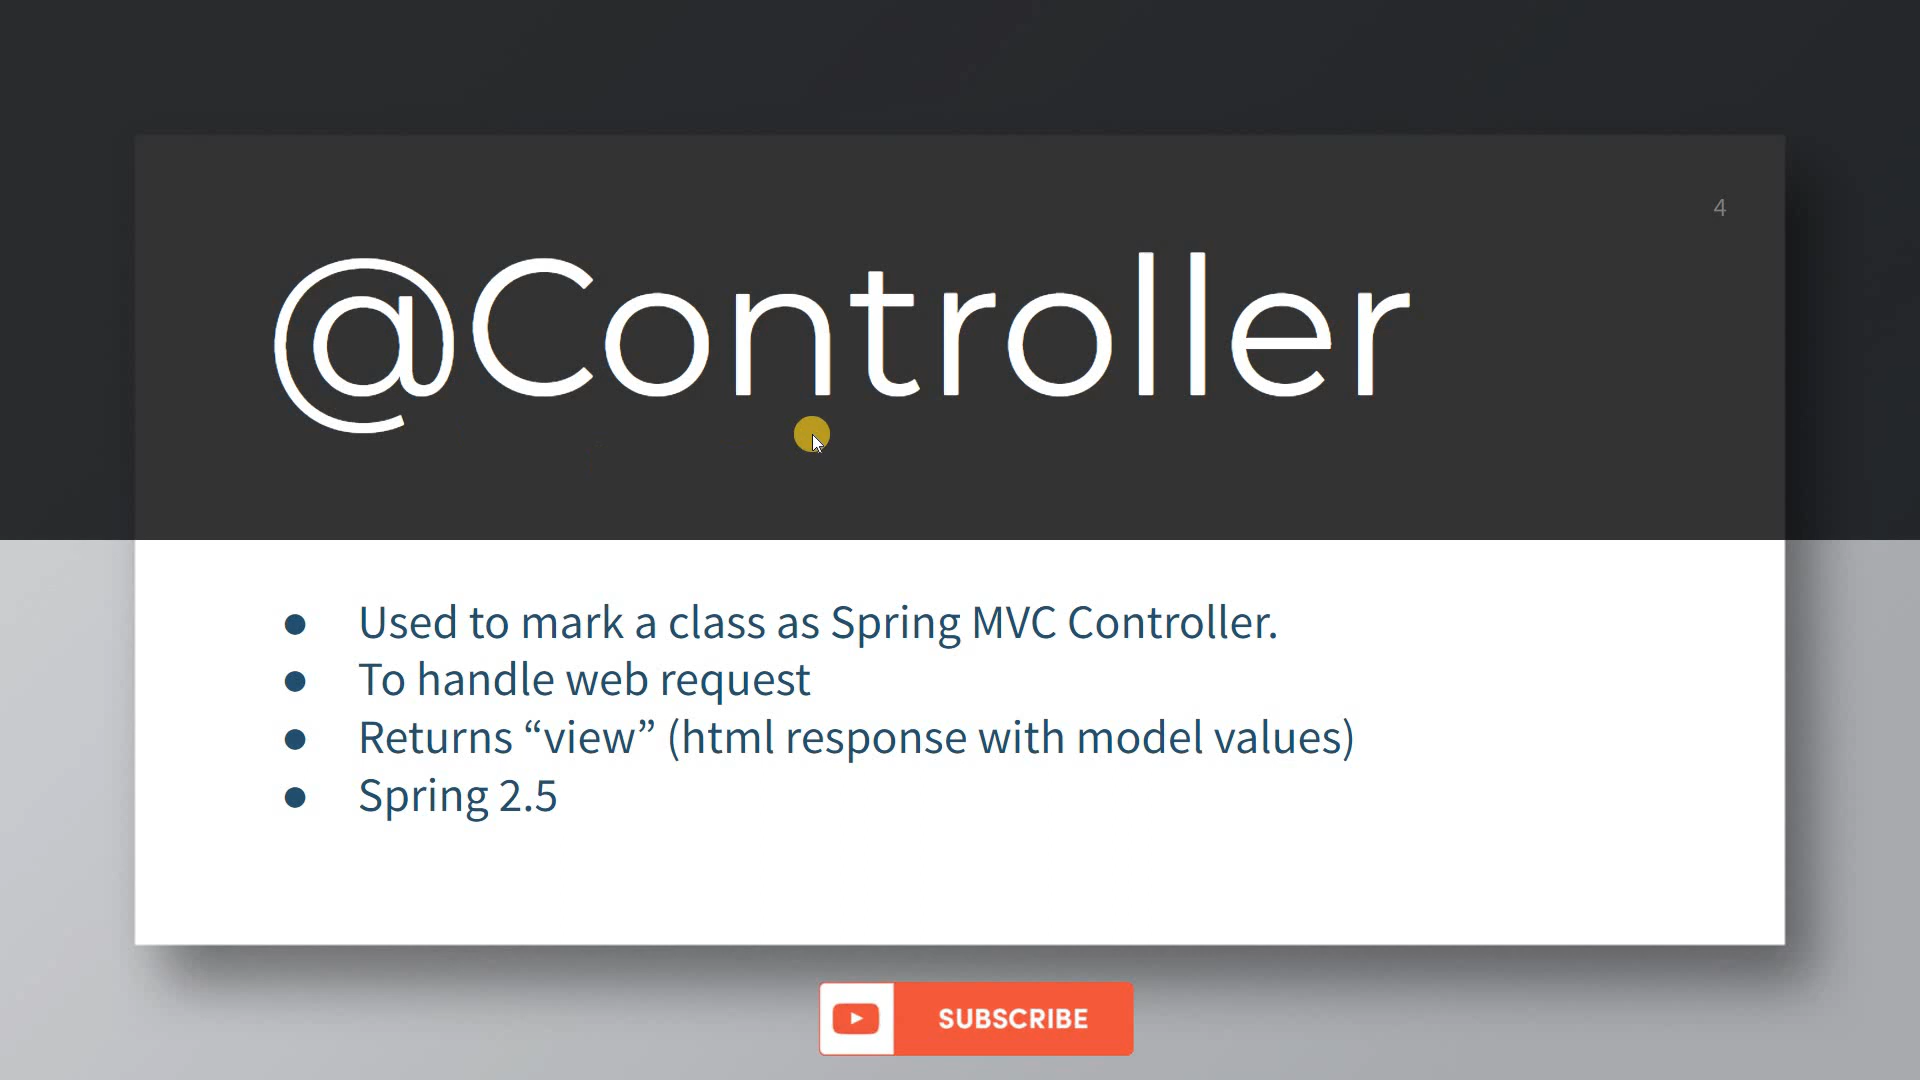 4
@Controller
● Used to mark a class as Spring MVC Controller.
● To handle web request
● Returns “view” (html response with model values)
● Spring 2.5
SUBSCRIBE